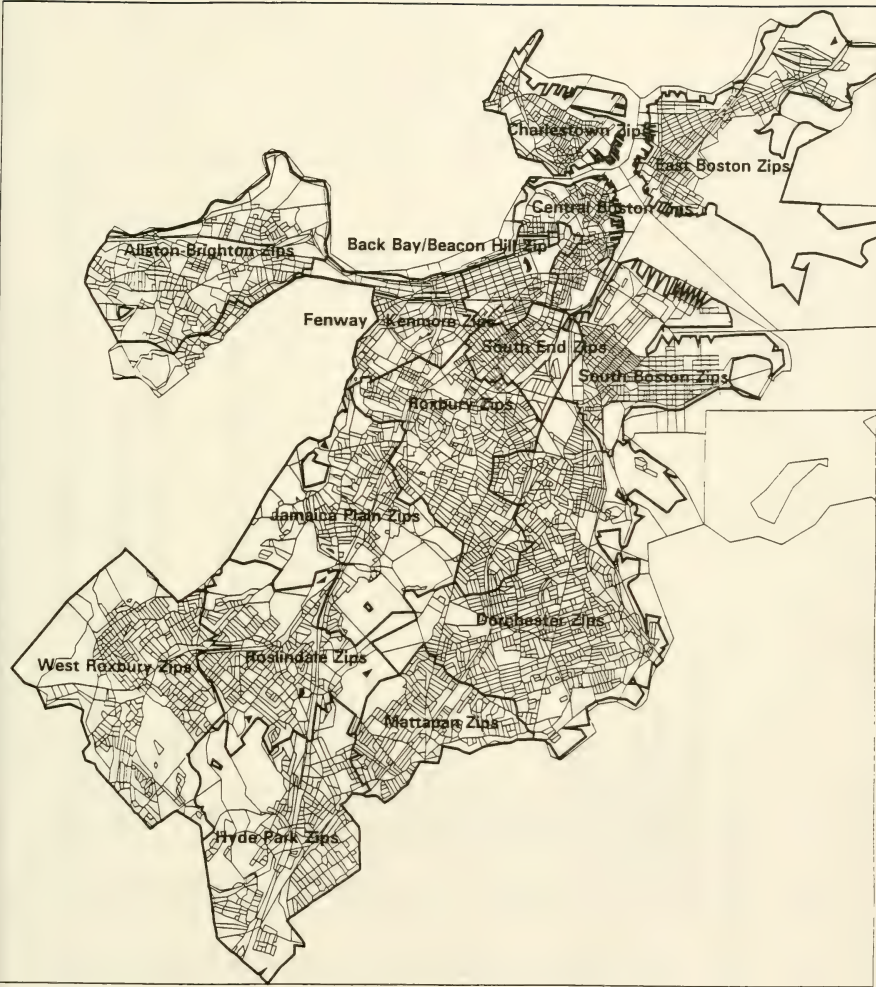 Charlestown Zip
East Boston Zips
Central Boston Zips
Allston-Brighton Zips
Back Bay/Beacon Hill Zip
Fenway Kenmore Zips
South End Zips
South Boston Zips
Roxbury Zips
Jamaica Plain Zips
Dorchester Zips
West Roxbury Zips
Roslindale Zips
Mattapan Zips
Hyde Park Zips